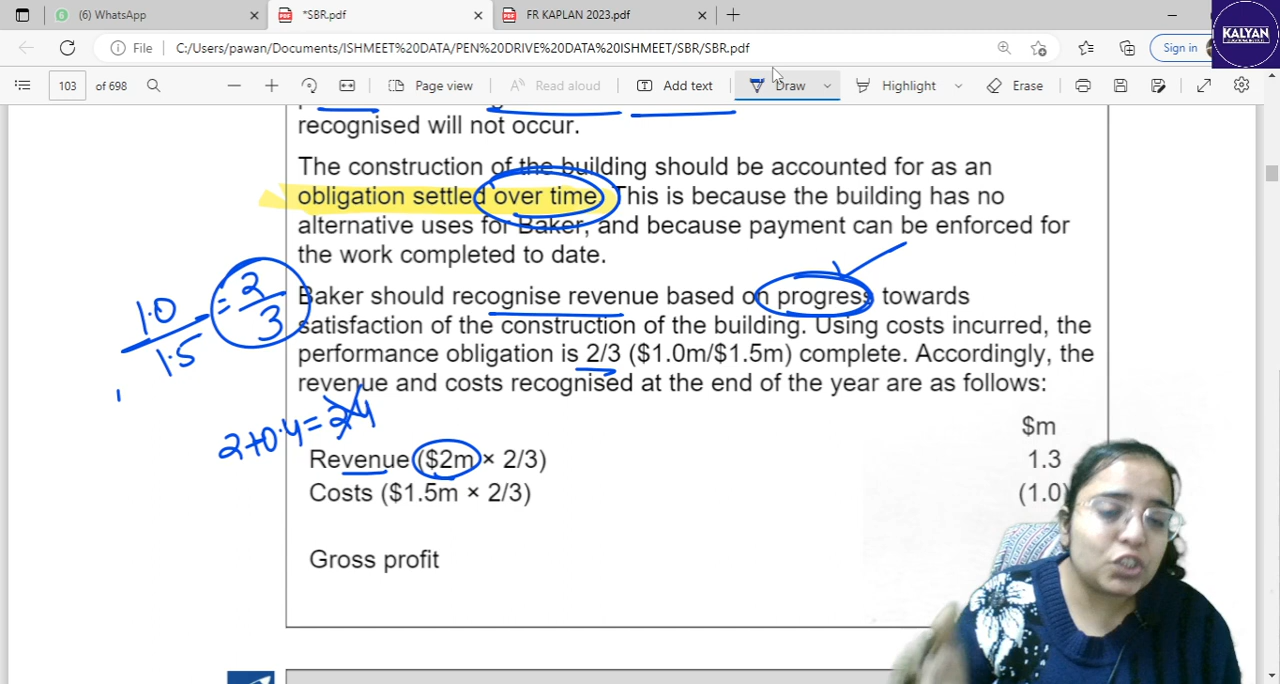 (6) WhatsApp
*SBR.pdf
FR KAPLAN 2023.pdf
File
C:/Users/pawan/Documents/ISHMEET%20DATA/PEN%20DRIVE%20DATA%20ISHMEET/SBR/SBR.pdf
Sign in
KALYAN
103 of 698
Page view
Read aloud
Add text
Draw
Highlight
Erase
recognised will not occur.
The construction of the building should be accounted for as an
obligation settled over time. This is because the building has no
alternative uses for Baker, and because payment can be enforced for
the work completed to date.
Baker should recognise revenue based on progress towards
satisfaction of the construction of the building. Using costs incurred, the
performance obligation is 2/3 ($1.0m/$1.5m) complete. Accordingly, the
revenue and costs recognised at the end of the year are as follows:
1.0
1.5
= 2
3
2+0.4=2.4
$m
Revenue ($2m × 2/3) 1.3
Costs ($1.5m × 2/3) (1.0)
Gross profit